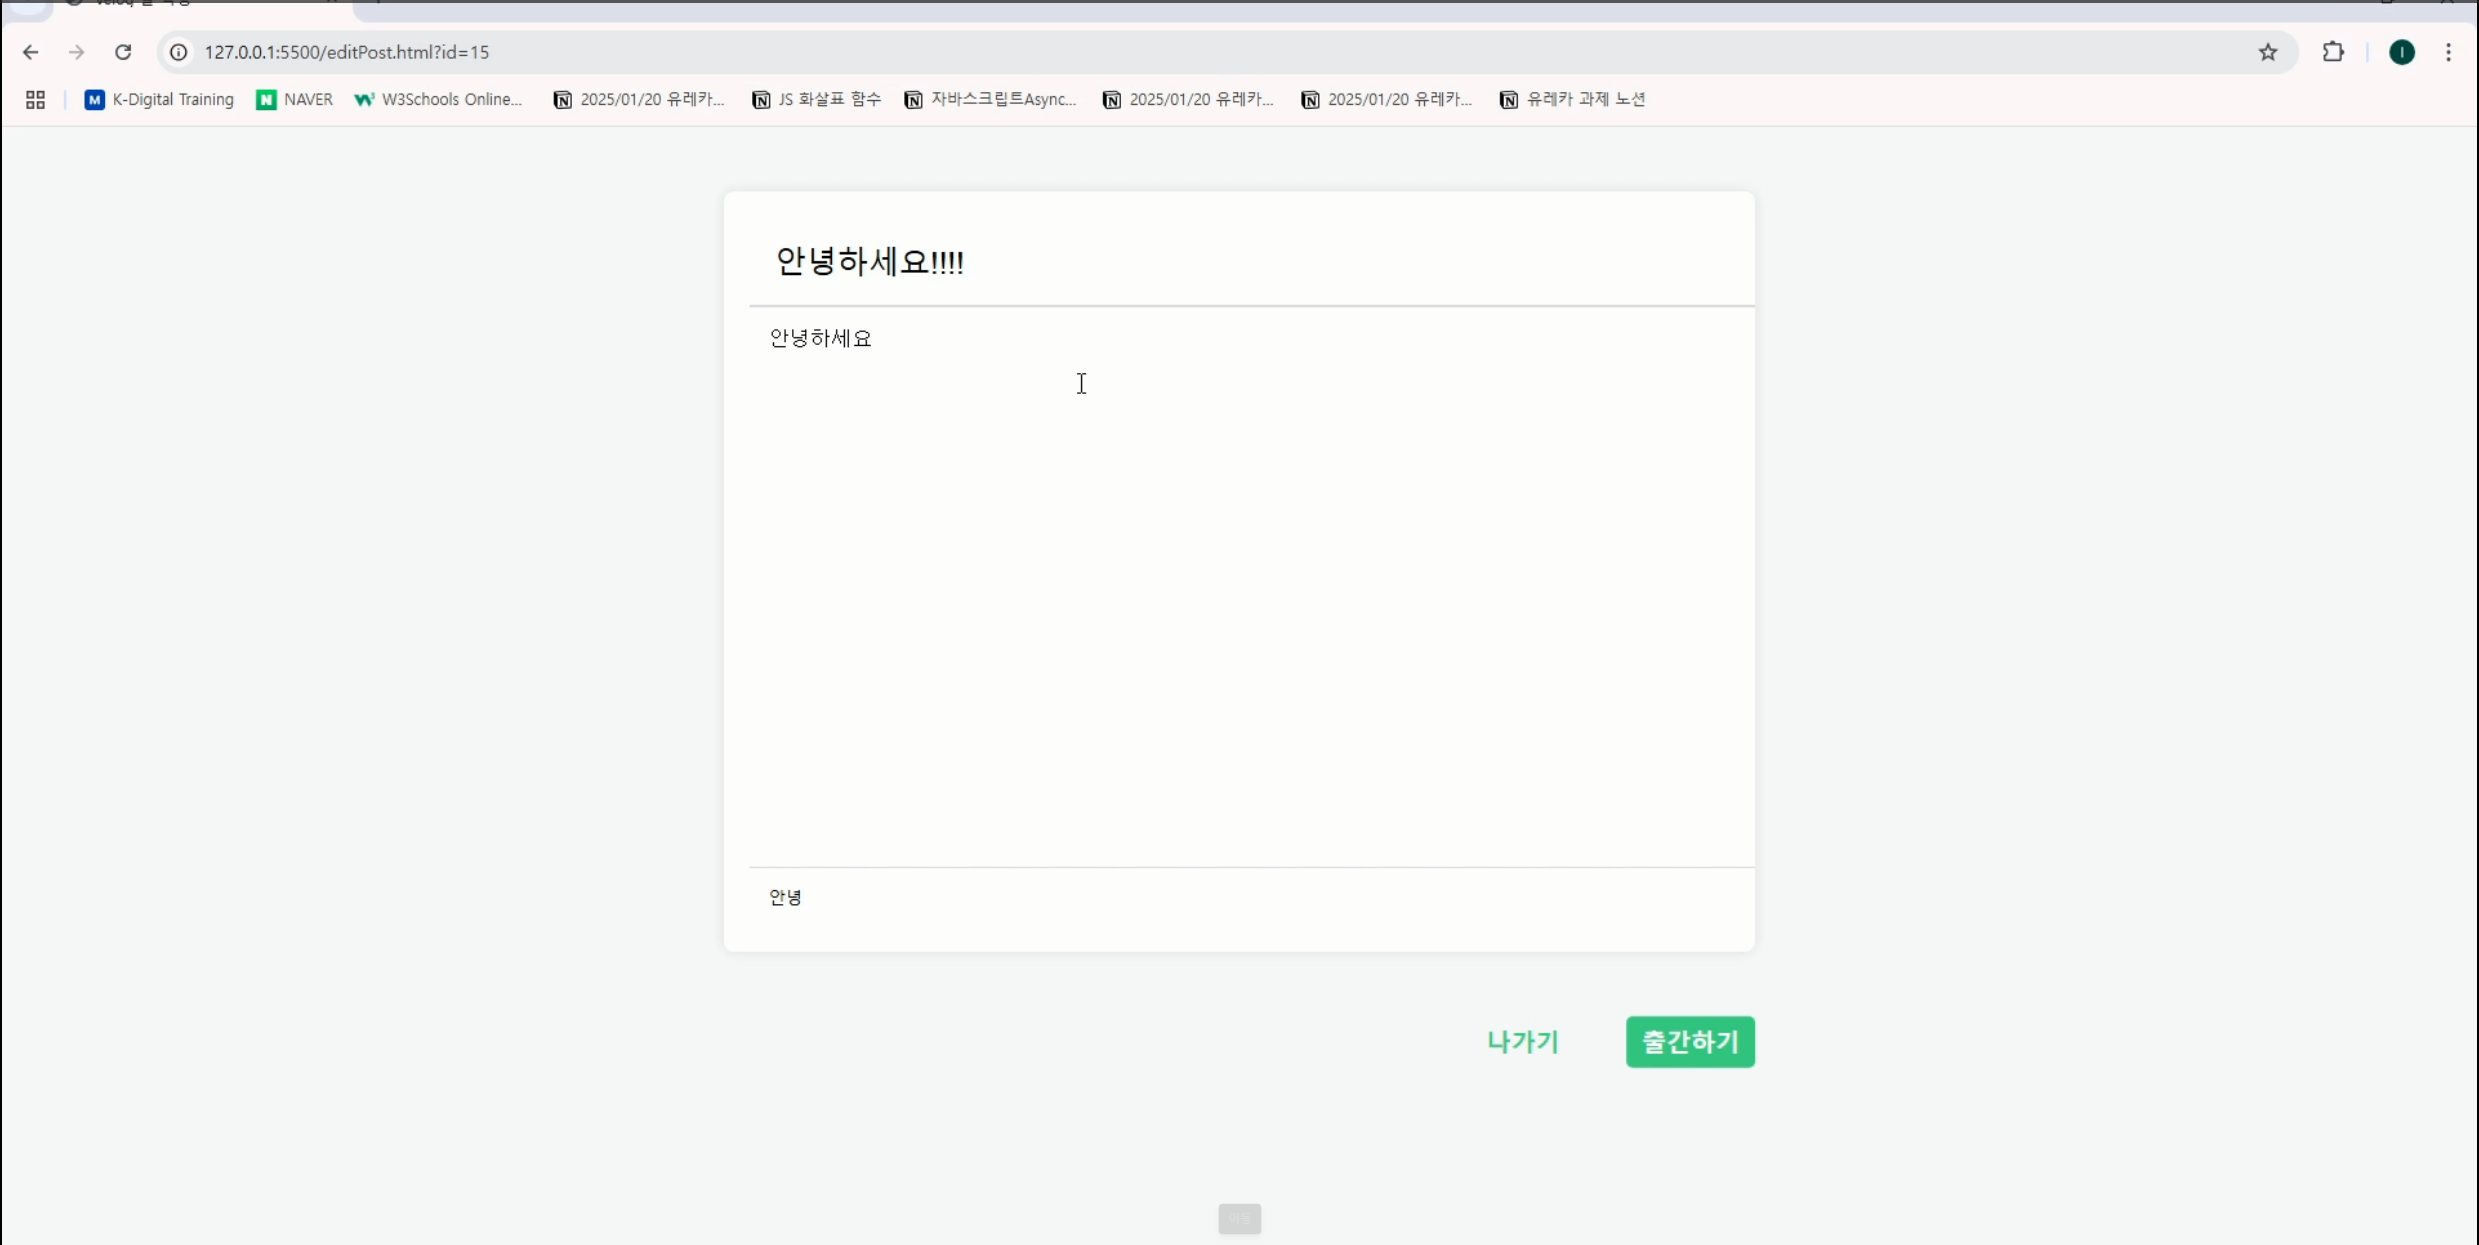 127.0.0.1:5500/editPost.html?id=15
K-Digital Training
NAVER
W3Schools Online...
2025/01/20 유레카...
JS 화살표 함수
자바스크립트Async...
2025/01/20 유레카...
2025/01/20 유레카...
유레카 과제 노션
안녕하세요!!!!
안녕하세요
안녕
나가기
출간하기